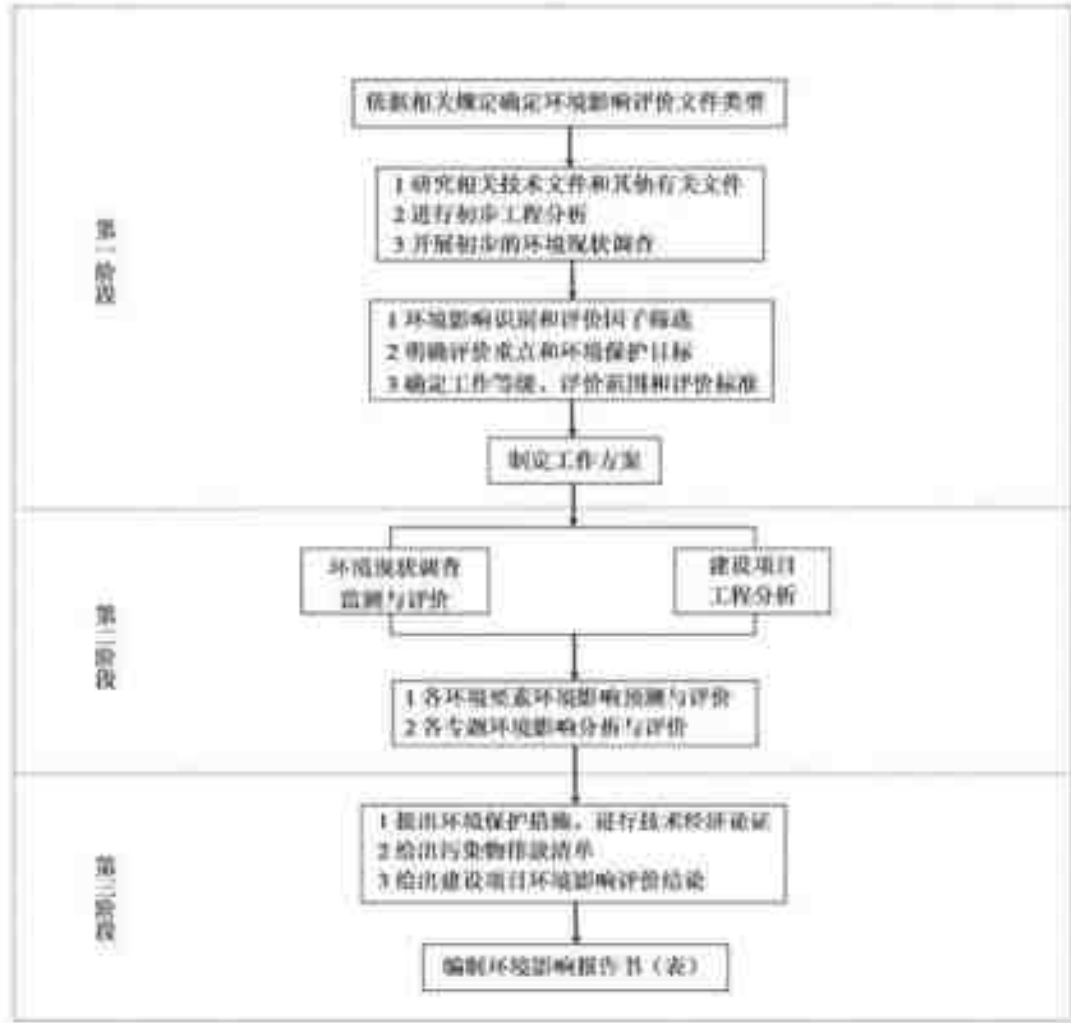 依据相关规定确定环境影响评价文件类型
第一阶段
1 研究相关技术文件和其他有关文件
2 进行初步工程分析
3 开展初步的环境现状调查
1 环境影响识别和评价因子筛选
2 明确评价重点和环境保护目标
3 确定工作等级、评价范围和评价标准
制定工作方案
第二阶段
环境现状调查
监测与评价
建设项目
工程分析
1 各环境要素环境影响预测与评价
2 各专题环境影响分析与评价
第三阶段
1 提出环境保护措施，进行技术经济论证
2 给出污染物排放清单
3 给出建设项目环境影响评价结论
编制环境影响报告书（表）